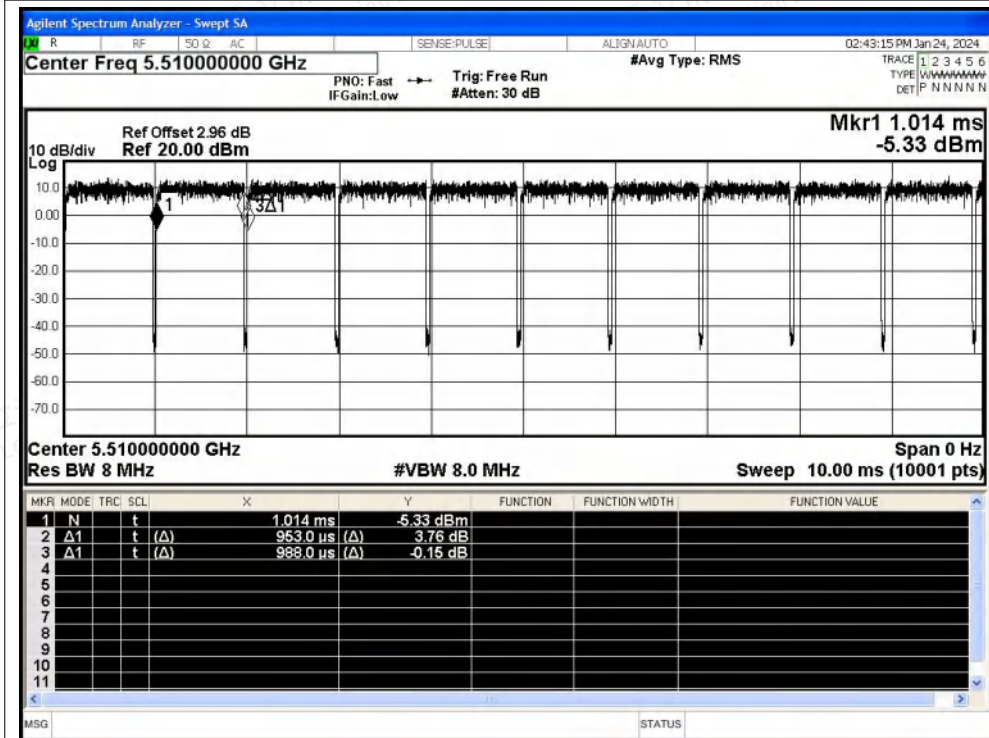 Agilent Spectrum Analyzer - Swept SA
LXI R RF 50 Ω AC SENSE:PULSE ALIGNAUTO 02:43:15 PM Jan 24, 2024
Center Freq 5.510000000 GHz #Avg Type: RMS TRACE 1 2 3 4 5 6
PNO: Fast Trig: Free Run TYPE WWWWWW
IFGain:Low #Atten: 30 dB DET P N N N N N
Mkr1 1.014 ms
Ref Offset 2.96 dB
10 dB/div Ref 20.00 dBm -5.33 dBm
Log
10.0
1 3Δ1
0.00
-10.0
-20.0
-30.0
-40.0
-50.0
-60.0
-70.0
Center 5.510000000 GHz Span 0 Hz
Res BW 8 MHz #VBW 8.0 MHz Sweep 10.00 ms (10001 pts)
MKR MODE TRC SCL X Y FUNCTION FUNCTION WIDTH FUNCTION VALUE
1 N t 1.014 ms -5.33 dBm
2 Δ1 t (Δ) 953.0 µs (Δ) 3.76 dB
3 Δ1 t (Δ) 988.0 µs (Δ) -0.15 dB
4
5
6
7
8
9
10
11
MSG STATUS